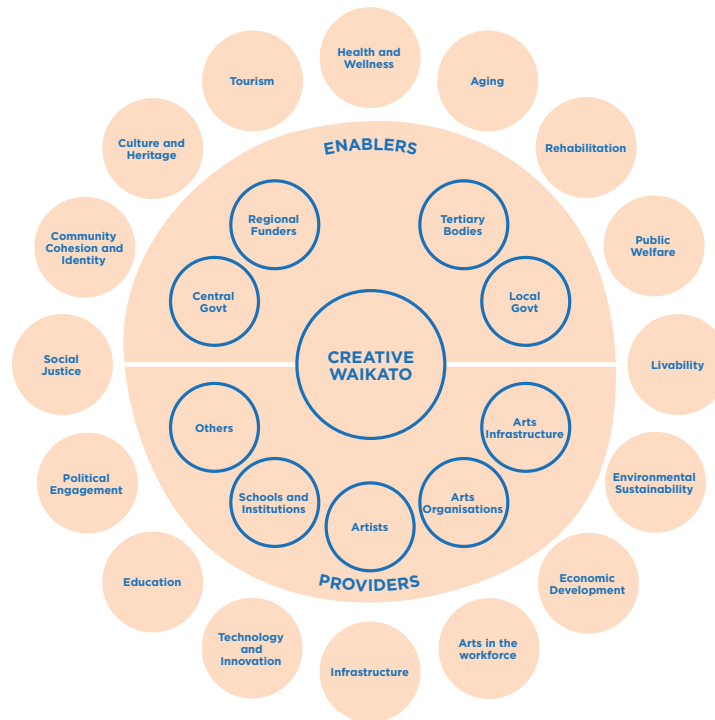 Health and
Wellness
Tourism
Aging
Culture and
Heritage
Rehabilitation
ENABLERS
Regional
Funders
Tertiary
Bodies
Community
Cohesion and
Identity
Public
Welfare
Central
Govt
Local
Govt
CREATIVE
WAIKATO
Social
Justice
Livability
Others
Arts
Infrastructure
Political
Engagement
Environmental
Sustainability
Schools and
Institutions
Artists
Arts
Organisations
PROVIDERS
Education
Economic
Development
Technology
and
Innovation
Infrastructure
Arts in the
workforce